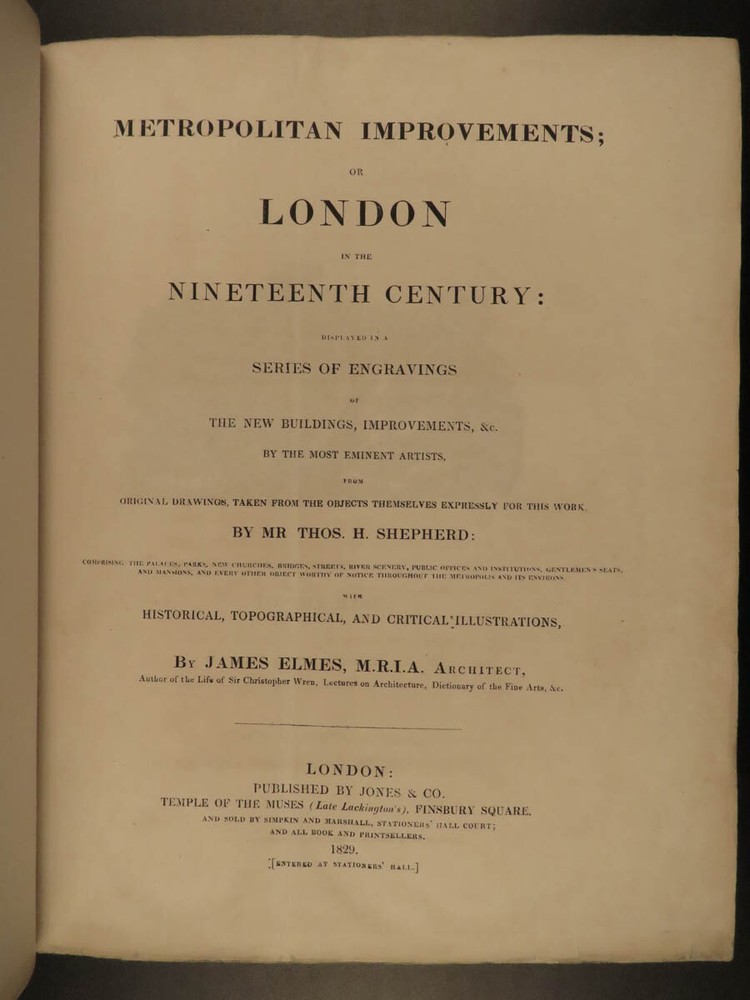 METROPOLITAN IMPROVEMENTS;
OR
LONDON
IN THE
NINETEENTH CENTURY:
DISPLAYED IN A
SERIES OF ENGRAVINGS
OF
THE NEW BUILDINGS, IMPROVEMENTS, &c.
BY THE MOST EMINENT ARTISTS,
FROM
ORIGINAL DRAWINGS, TAKEN FROM THE OBJECTS THEMSELVES EXPRESSLY FOR THIS WORK,
BY MR THOS. H. SHEPHERD:
COMPRISING THE PALACES, PARKS, NEW CHURCHES, BRIDGES, STREETS, RIVER SCENERY, PUBLIC OFFICES AND INSTITUTIONS, GENTLEMEN'S SEATS,
AND MANSIONS, AND EVERY OTHER OBJECT WORTHY OF NOTICE THROUGHOUT THE METROPOLIS AND ITS ENVIRONS.
WITH
HISTORICAL, TOPOGRAPHICAL, AND CRITICAL ILLUSTRATIONS,
By JAMES ELMES, M.R.I.A. ARCHITECT,
Author of the Life of Sir Christopher Wren, Lectures on Architecture, Dictionary of the Fine Arts, &c.
LONDON:
PUBLISHED BY JONES & CO.
TEMPLE OF THE MUSES (Late Lackington's), FINSBURY SQUARE.
AND SOLD BY SIMPKIN AND MARSHALL, STATIONERS' HALL COURT;
AND ALL BOOK AND PRINTSELLERS.
1829.
[ENTERED AT STATIONERS' HALL.]